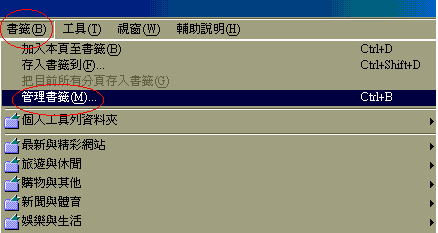 書籤(B) 工具(T) 視窗(W) 輔助說明(H)
加入本頁至書籤(B) Ctrl+D
存入書籤到(F)... Ctrl+Shift+D
把目前所有分頁存入書籤(G)
管理書籤(M)... Ctrl+B
個人工具列資料夾
最新與精彩網站
旅遊與休閒
購物與其他
新聞與體育
娛樂與生活